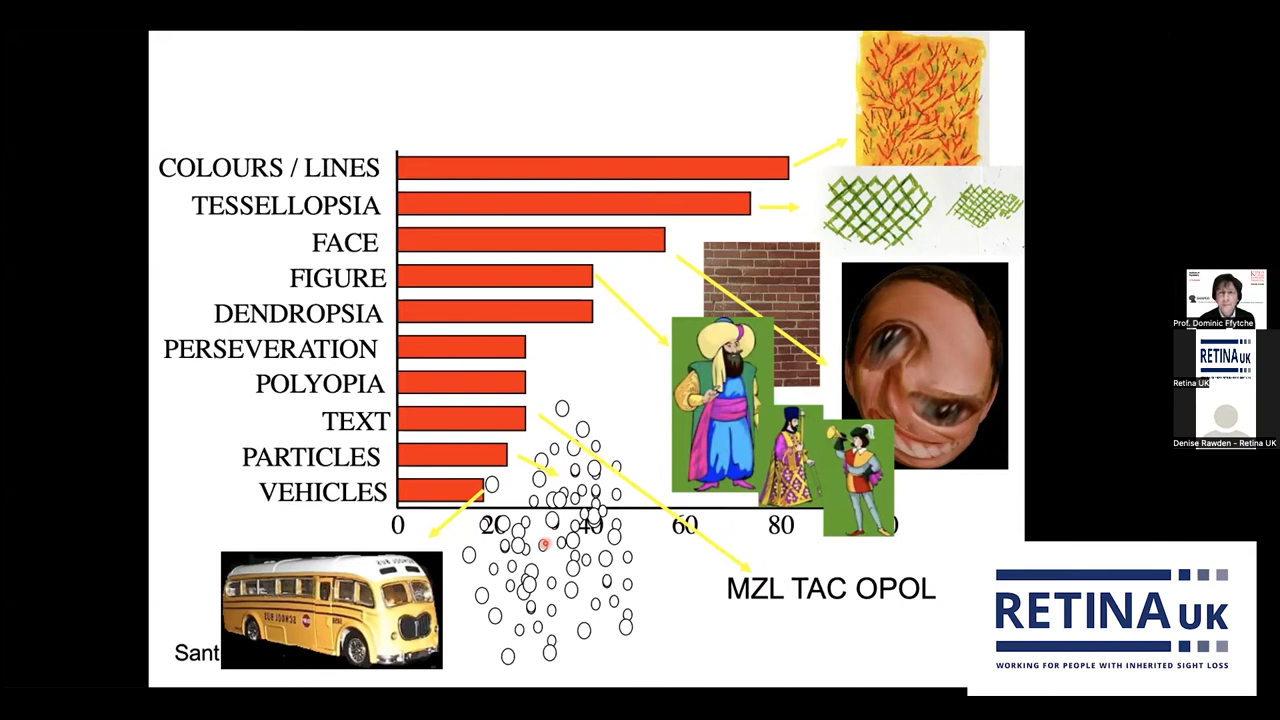 COLOURS / LINES
TESSELLOPSIA
FACE
FIGURE
DENDROPSIA
PERSEVERATION
POLYOPIA
TEXT
PARTICLES
VEHICLES
0 20 40 60 80 0
MZL TAC OPOL
Sant
RETINA UK
WORKING FOR PEOPLE WITH INHERITED SIGHT LOSS
Prof. Dominic Ffytche
RETINA UK
Retina UK
Denise Rawden - Retina UK